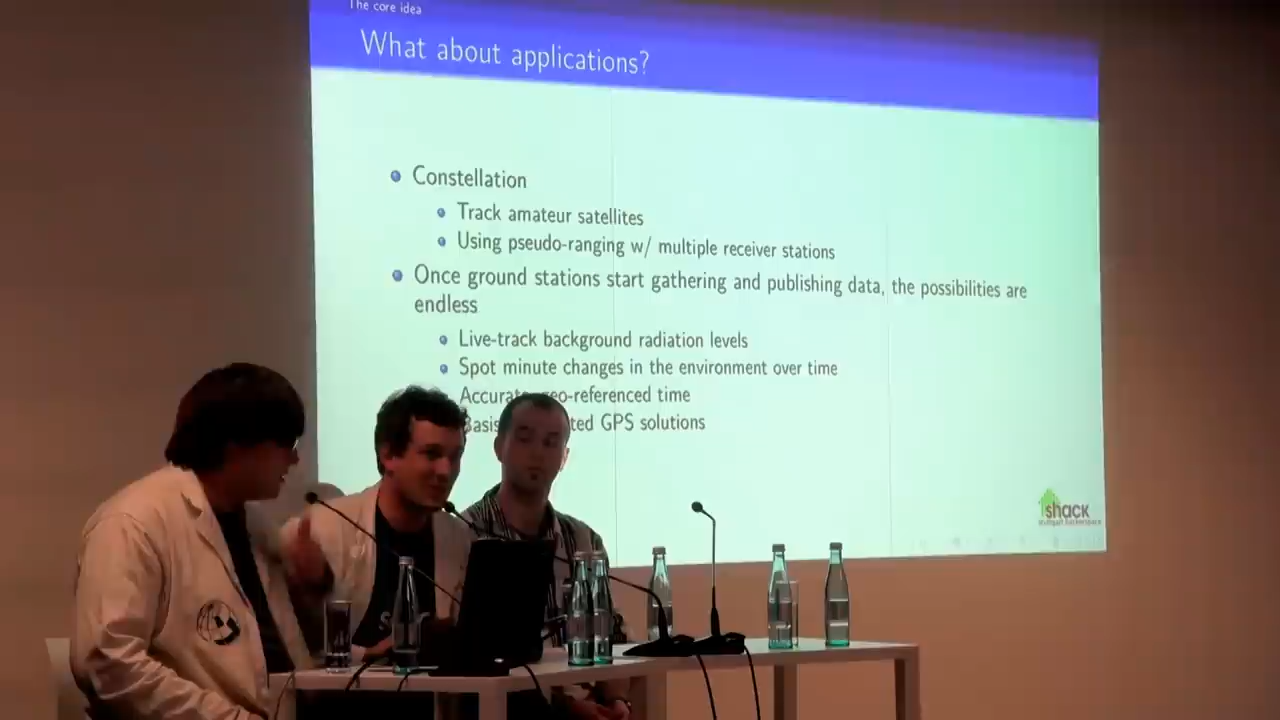 The core idea
What about applications?
Constellation
Track amateur satellites
Using pseudo-ranging w/ multiple receiver stations
Once ground stations start gathering and publishing data, the possibilities are
endless
Live-track background radiation levels
Spot minute changes in the environment over time
geo-referenced time
GPS solutions
shack
stuttgart hackerspace